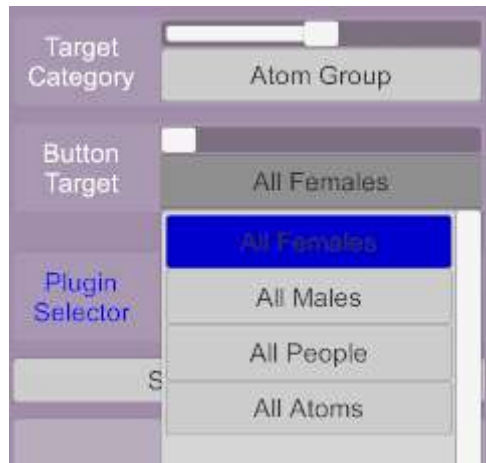 Target
Category
Atom Group
Button
Target
All Females
All Females
Plugin
Selector
All Males
All People
S
All Atoms